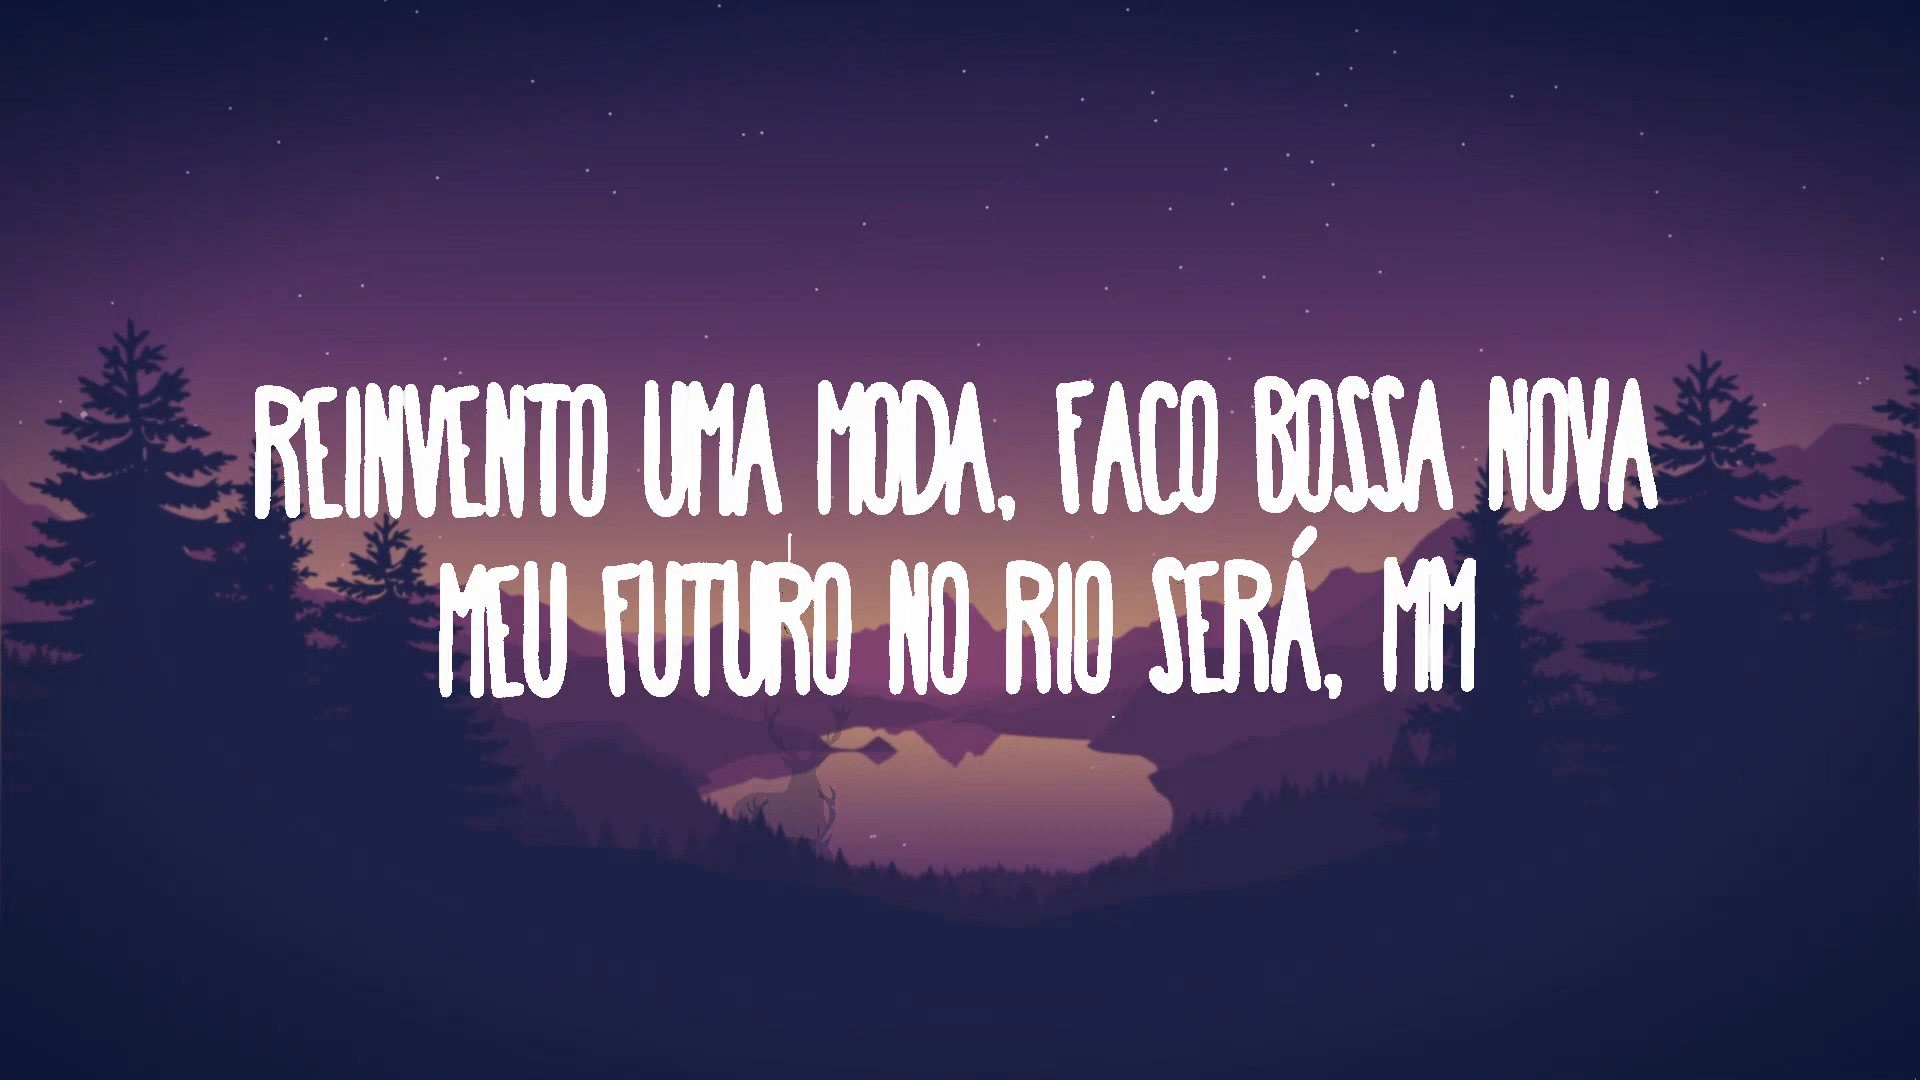 REINVENTO UMA MODA, FACO BOSSA NOVA
MEU FUTURO NO RIO SERÁ, MM